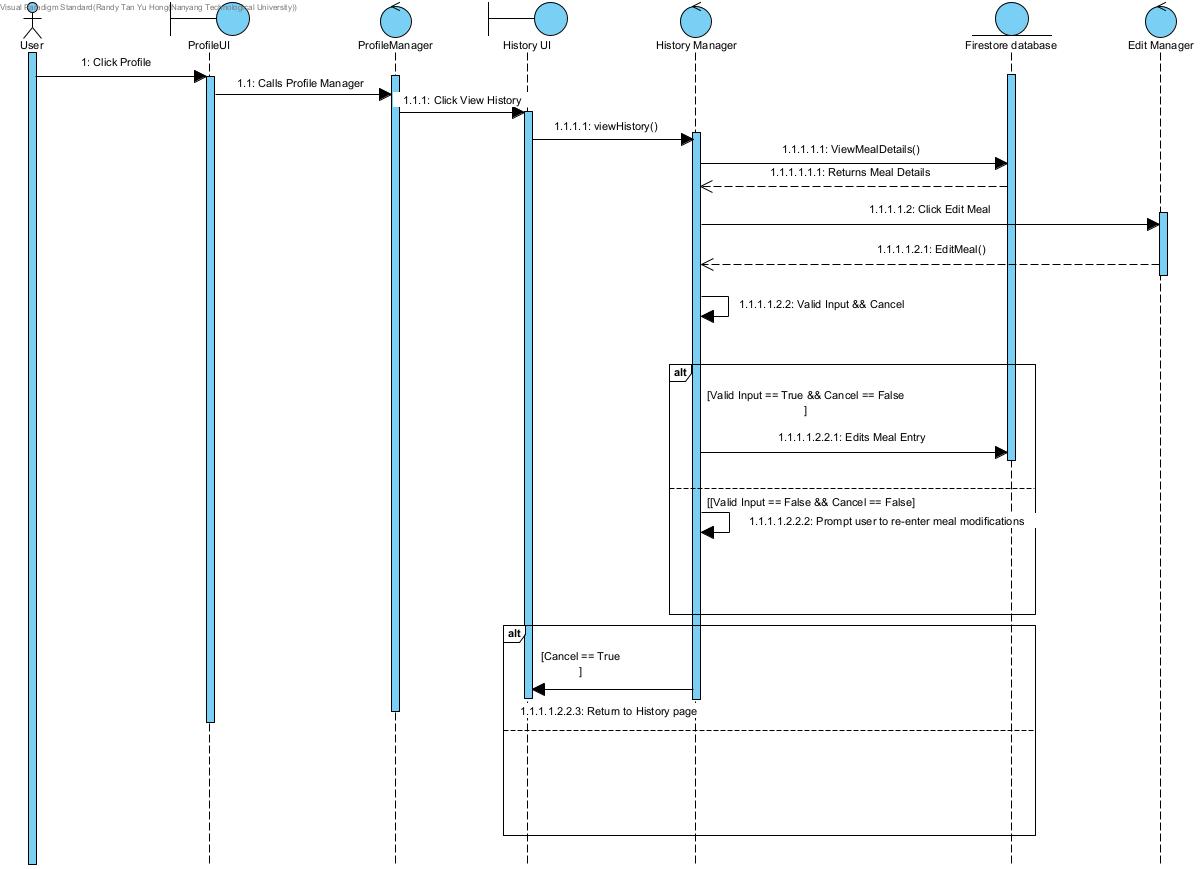 Visual Paradigm Standard(Randy Tan Yu Hong(Nanyang Technological University))
User
ProfileUI
ProfileManager
History UI
History Manager
Firestore database
Edit Manager
1: Click Profile
1.1: Calls Profile Manager
1.1.1: Click View History
1.1.1.1: viewHistory()
1.1.1.1.1: ViewMealDetails()
1.1.1.1.1.1: Returns Meal Details
1.1.1.1.2: Click Edit Meal
1.1.1.1.2.1: EditMeal()
1.1.1.1.2.2: Valid Input && Cancel
alt
[Valid Input == True && Cancel == False
]
1.1.1.1.2.2.1: Edits Meal Entry
[[Valid Input == False && Cancel == False]
1.1.1.1.2.2.2: Prompt user to re-enter meal modifications
alt
[Cancel == True
]
1.1.1.1.2.2.3: Return to History page